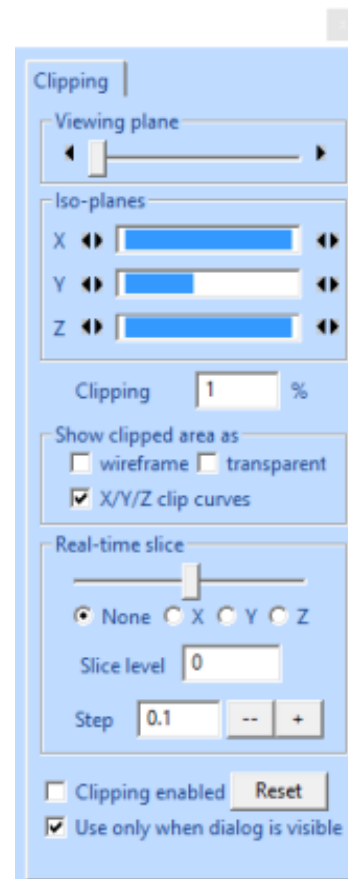 Clipping
Viewing plane
Iso-planes
X
Y
Z
Clipping 1 %
Show clipped area as
wireframe transparent
X/Y/Z clip curves
Real-time slice
None X Y Z
Slice level 0
Step 0.1 -- +
Clipping enabled Reset
Use only when dialog is visible